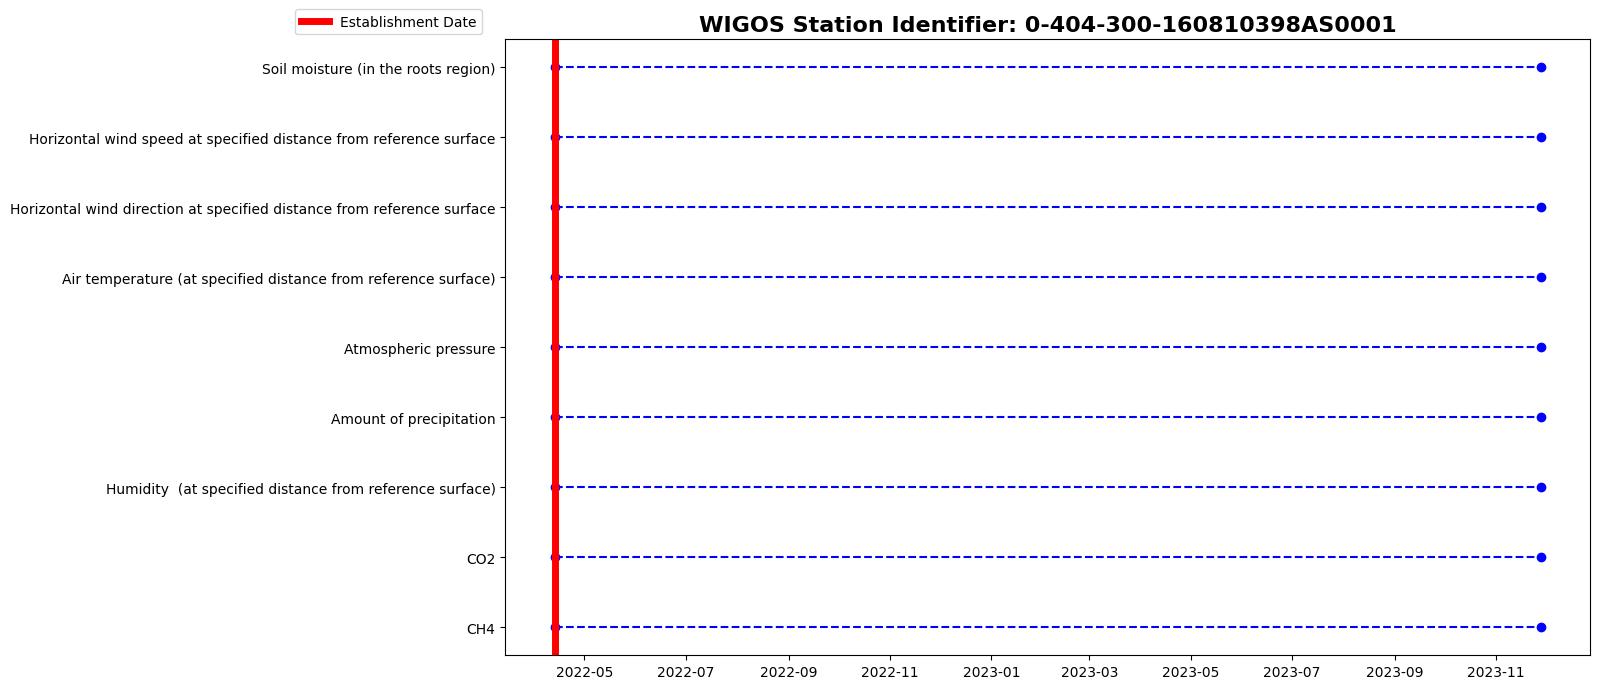 Establishment Date
WIGOS Station Identifier: 0-404-300-160810398AS0001
Soil moisture (in the roots region)
Horizontal wind speed at specified distance from reference surface
Horizontal wind direction at specified distance from reference surface
Air temperature (at specified distance from reference surface)
Atmospheric pressure
Amount of precipitation
Humidity  (at specified distance from reference surface)
CO2
CH4
2022-05 2022-07 2022-09 2022-11 2023-01 2023-03 2023-05 2023-07 2023-09 2023-11